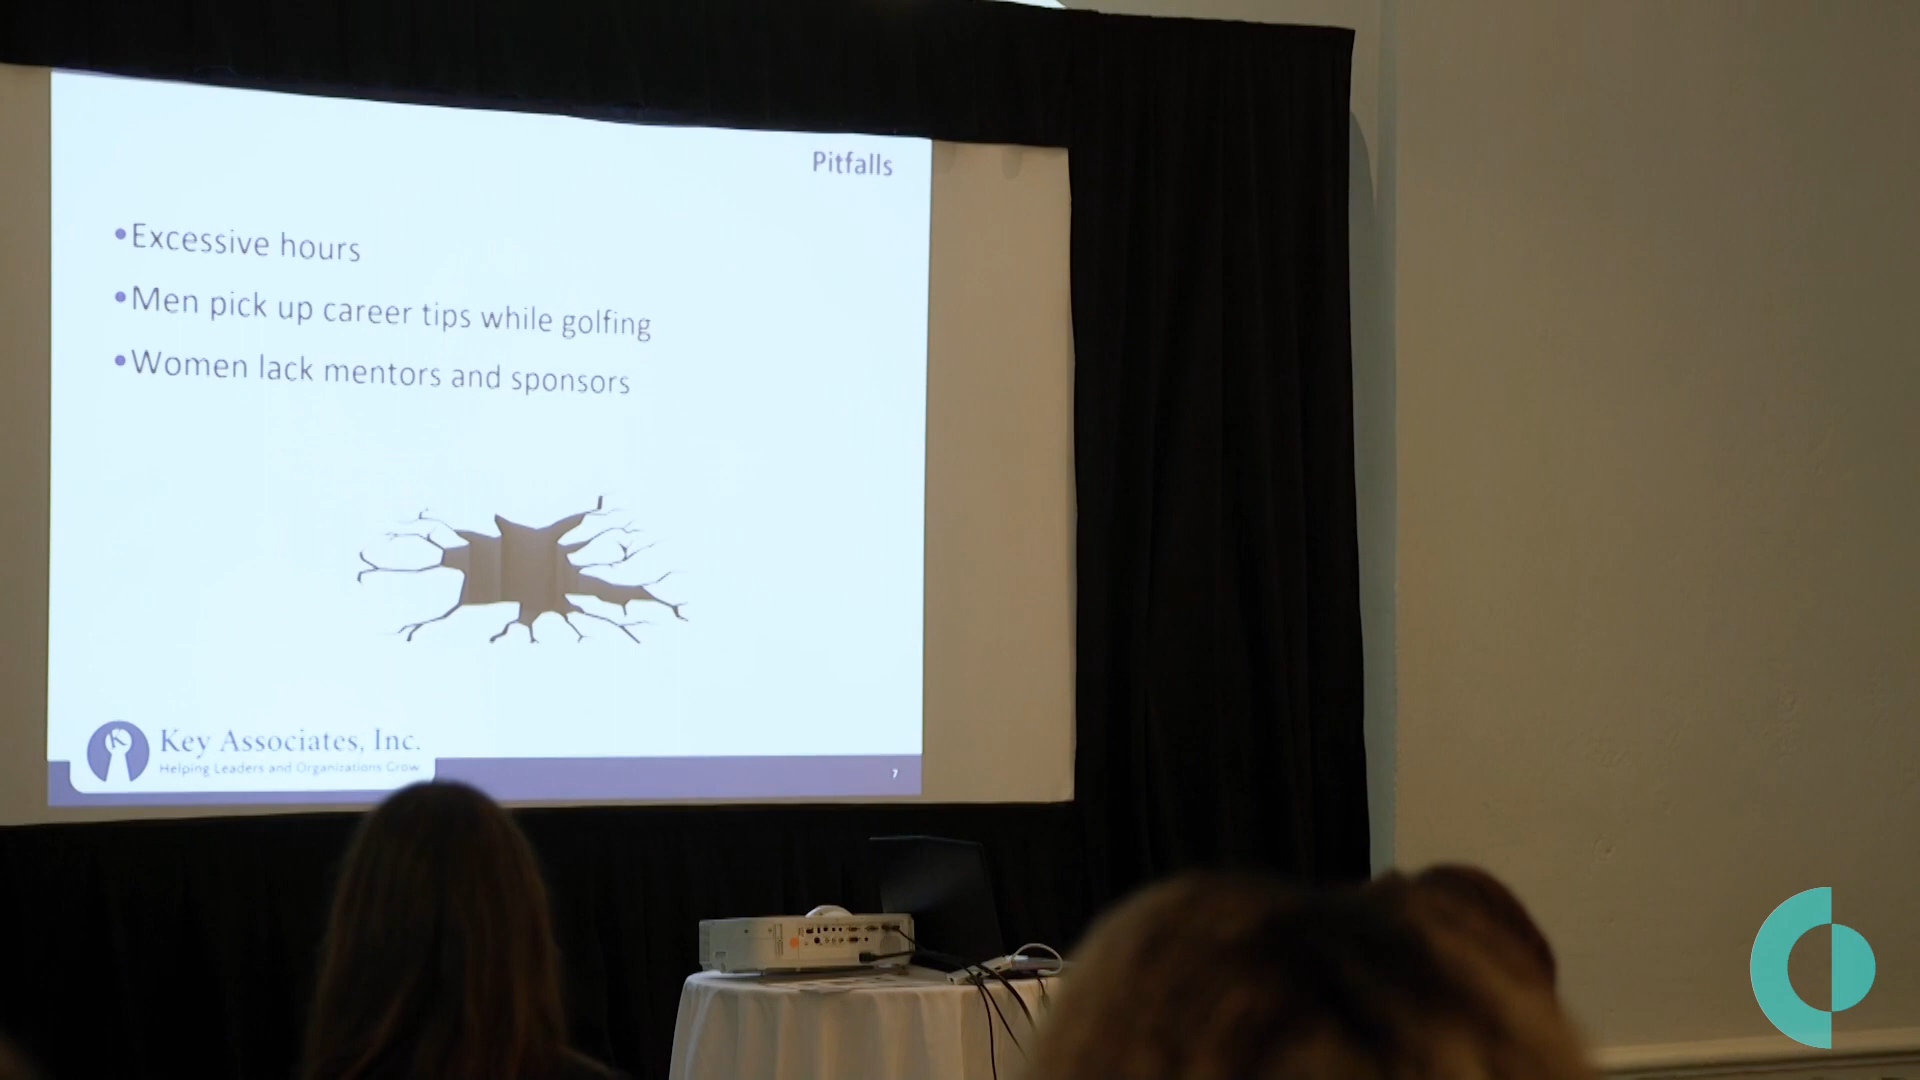 Pitfalls
•Excessive hours
•Men pick up career tips while golfing
•Women lack mentors and sponsors
Key Associates, Inc.
Helping Leaders and Organizations Grow
7